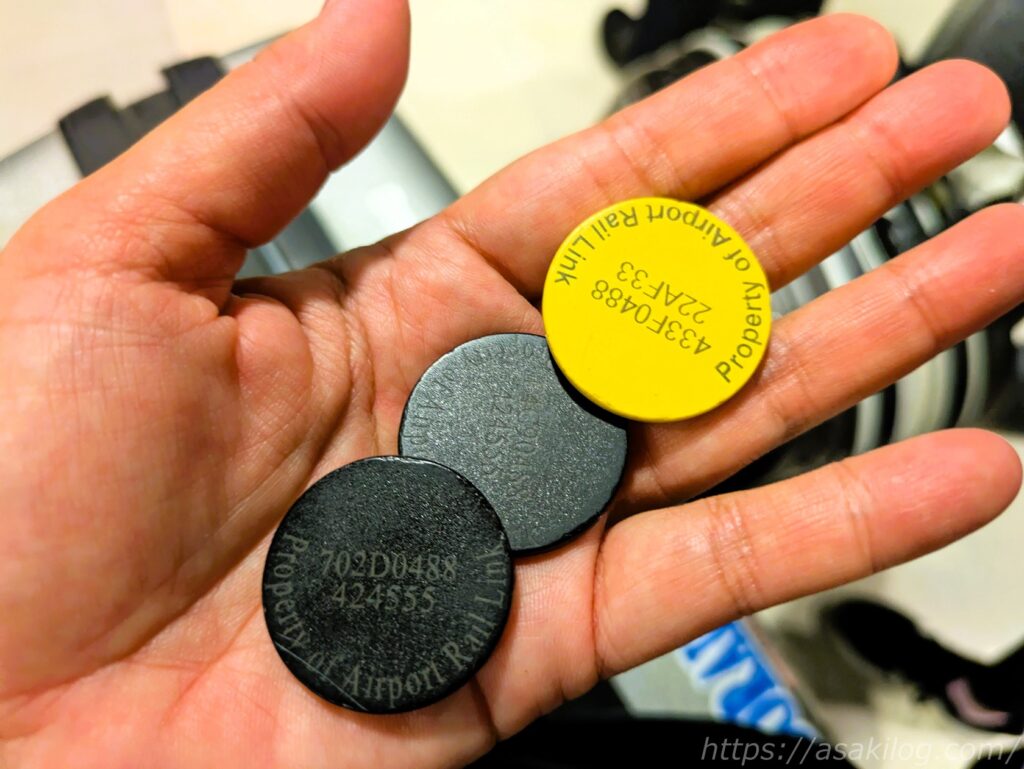 Property of Airport Rail Link
433F0488
22AF33
702D0488
424555
Property of Airport Rail Link
https://asakilog.com/